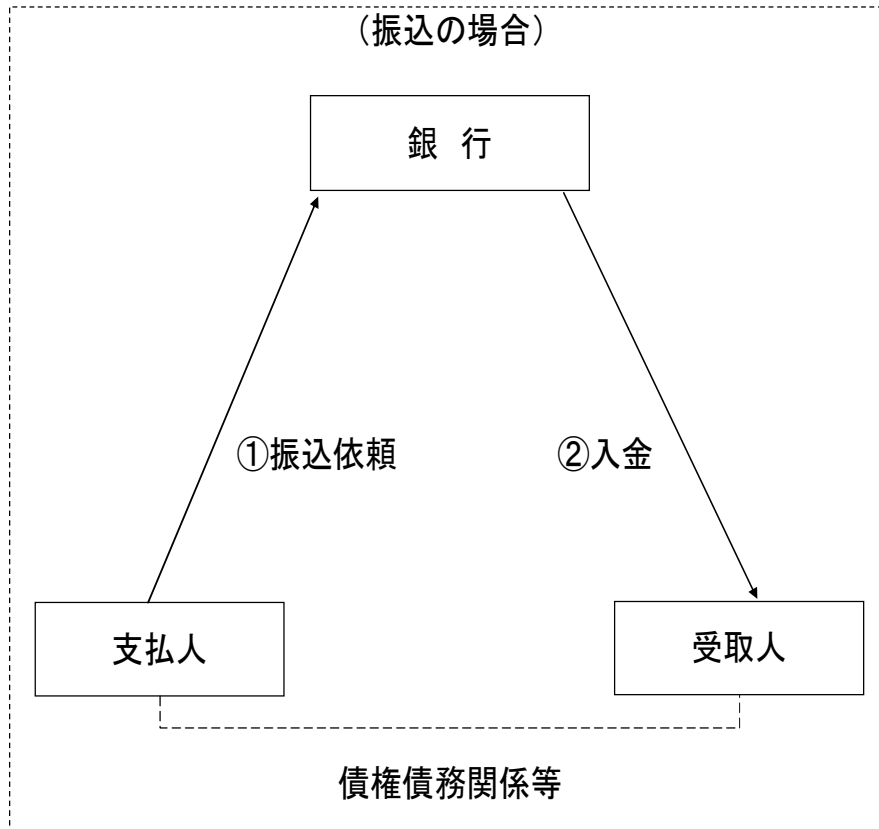 (振込の場合)
銀 行
①振込依頼
②入金
支払人
受取人
債権債務関係等